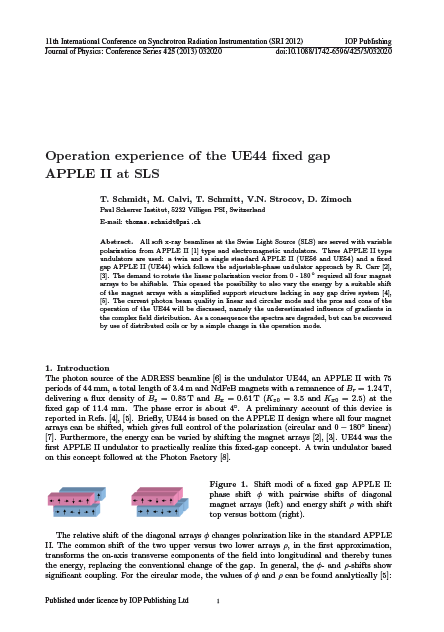 11th International Conference on Synchrotron Radiation Instrumentation (SRI 2012) IOP Publishing
Journal of Physics: Conference Series 425 (2013) 032020 doi:10.1088/1742-6596/425/3/032020
Operation experience of the UE44 fixed gap
APPLE II at SLS
T. Schmidt, M. Calvi, T. Schmitt, V.N. Strocov, D. Zimoch
Paul Scherrer Institut, 5232 Villigen PSI, Switzerland
E-mail: thomas.schmidt@psi.ch
Abstract. All soft x-ray beamlines at the Swiss Light Source (SLS) are served with variable
polarization from APPLE II [1] type and electromagnetic undulators. Three APPLE II type
undulators are used: a twin and a single standard APPLE II (UE56 and UE54) and a fixed
gap APPLE II (UE44) which follows the adjustable-phase undulator approach by R. Carr [2],
[3]. The demand to rotate the linear polarization vector from 0 - 180 ° required all four magnet
arrays to be shiftable. This opened the possibility to also vary the energy by a suitable shift
of the magnet arrays with a simplified support structure lacking in any gap drive system [4],
[5]. The current photon beam quality in linear and circular mode and the pros and cons of the
operation of the UE44 will be discussed, namely the underestimated influence of gradients in
the complex field distribution. As a consequence the spectra are degraded, but can be recovered
by use of distributed coils or by a simple change in the operation mode.
1. Introduction
The photon source of the ADRESS beamline [6] is the undulator UE44, an APPLE II with 75
periods of 44 mm, a total length of 3.4 m and NdFeB magnets with a remanence of Br = 1.24 T,
delivering a flux density of Bz = 0.85 T and Bx = 0.61 T (Kz0 = 3.5 and Kx0 = 2.5) at the
fixed gap of 11.4 mm. The phase error is about 4°. A preliminary account of this device is
reported in Refs. [4], [5]. Briefly, UE44 is based on the APPLE II design where all four magnet
arrays can be shifted, which gives full control of the polarization (circular and 0 − 180° linear)
[7]. Furthermore, the energy can be varied by shifting the magnet arrays [2], [3]. UE44 was the
first APPLE II undulator to practically realize this fixed-gap concept. A twin undulator based
on this concept followed at the Photon Factory [8].
Figure 1. Shift modi of a fixed gap APPLE II:
phase shift ϕ with pairwise shifts of diagonal
magnet arrays (left) and energy shift ρ with shift
top versus bottom (right).
The relative shift of the diagonal arrays ϕ changes polarization like in the standard APPLE
II. The common shift of the two upper versus two lower arrays ρ, in the first approximation,
transforms the on-axis transverse components of the field into longitudinal and thereby tunes
the energy, replacing the conventional change of the gap. In general, the ϕ- and ρ-shifts show
significant coupling. For the circular mode, the values of ϕ and ρ can be found analytically [5]:
Published under licence by IOP Publishing Ltd 1